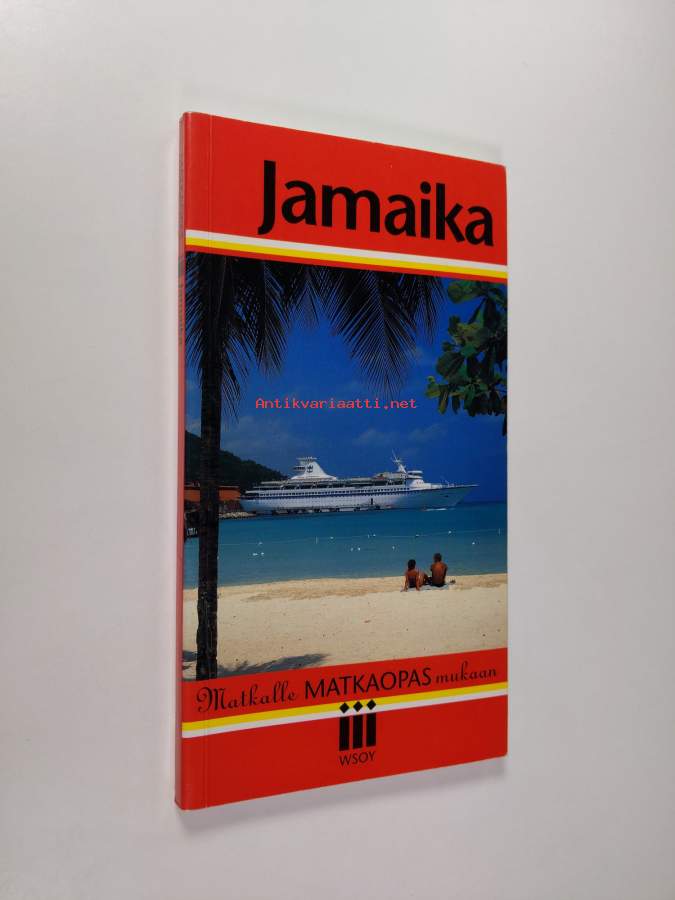 Jamaika
Antikvariaatti.net
Matkalle MATKAOPAS mukaan
WSOY